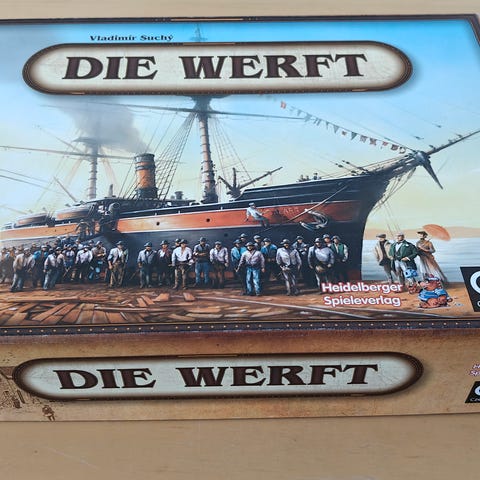 Vladimír Suchý
DIE WERFT
Heidelberger
Spieleverlag
DIE WERFT